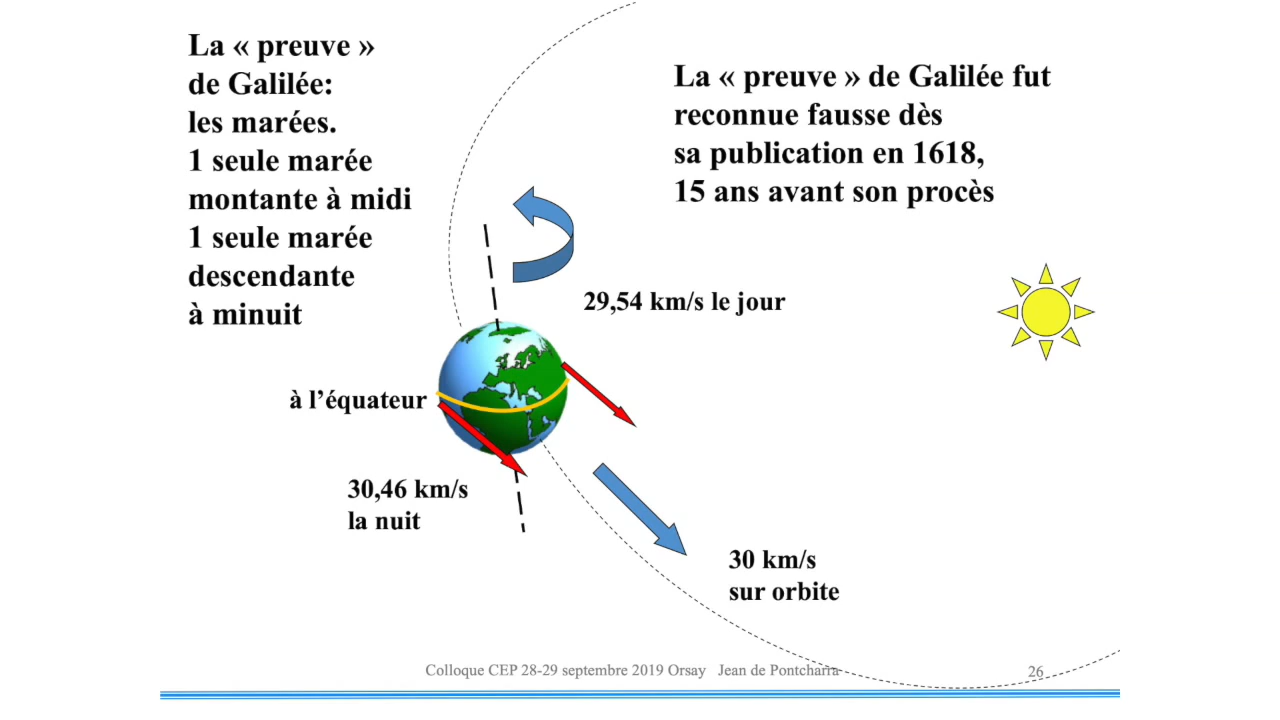 La « preuve »
de Galilée:
les marées.
1 seule marée
montante à midi
1 seule marée
descendante
à minuit
La « preuve » de Galilée fut
reconnue fausse dès
sa publication en 1618,
15 ans avant son procès
29,54 km/s le jour
à l’équateur
30,46 km/s
la nuit
30 km/s
sur orbite
Colloque CEP 28-29 septembre 2019 Orsay Jean de Pontcharra
26